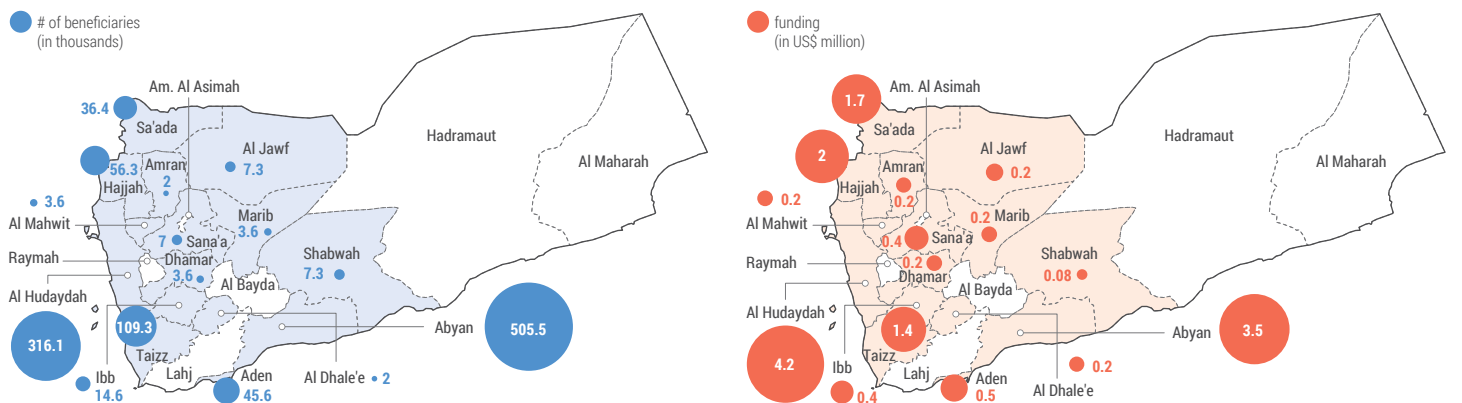 # of beneficiaries
(in thousands)
Am. Al Asimah
36.4
Sa'ada
Hadramaut
Al Maharah
Al Jawf
7.3
56.3
Amran
2
Hajjah
3.6
Al Mahwit
Marib
3.6
7
Sana'a
Shabwah
7.3
Raymah
Dhamar
3.6
Al Bayda
Al Hudaydah
316.1
109.3
Abyan
505.5
Taizz
Ibb
14.6
Lahj
Aden
45.6
Al Dhale'e
2
funding
(in US$ million)
Am. Al Asimah
1.7
Sa'ada
Hadramaut
Al Maharah
Al Jawf
0.2
2
Amran
0.2
Hajjah
0.2
Al Mahwit
0.2
Marib
0.4
Sana'a
Shabwah
0.08
Raymah
0.2
Dhamar
Al Bayda
Al Hudaydah
4.2
1.4
Abyan
3.5
Taizz
Ibb
0.4
Lahj
Aden
0.5
0.2
Al Dhale'e